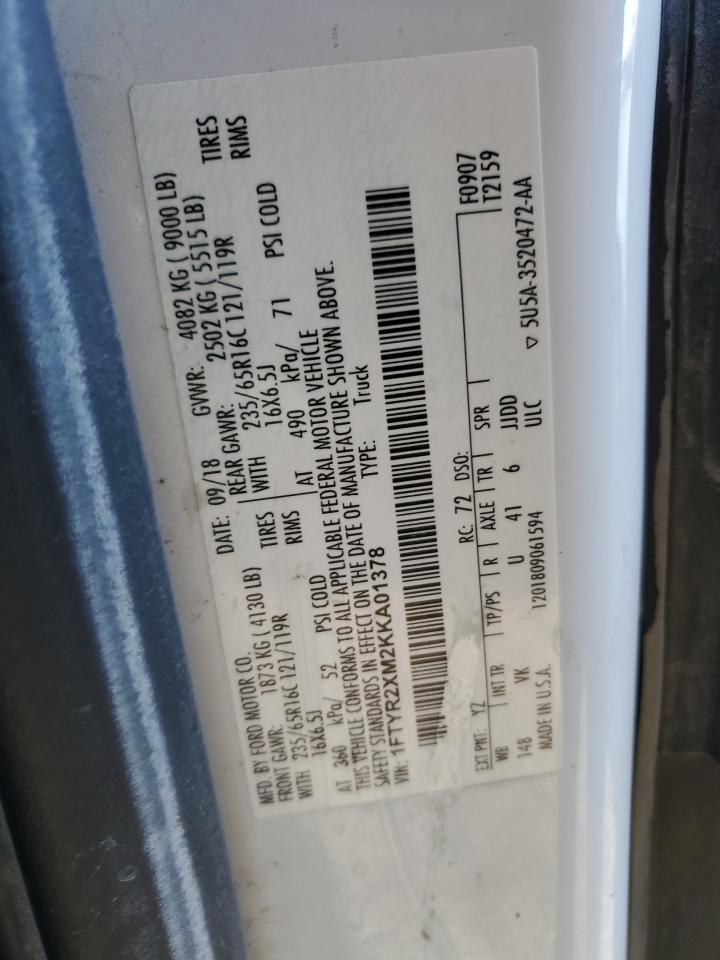 MFD. BY FORD MOTOR CO.
DATE: 09/18 GVWR: 4082 KG ( 9000 LB)
FRONT GAWR: 1873 KG ( 4130 LB) REAR GAWR: 2502 KG ( 5515 LB)
WITH 235/65R16C 121/119R TIRES WITH 235/65R16C 121/119R TIRES
16X6.5J RIMS 16X6.5J RIMS
AT 360 kPa/ 52 PSI COLD AT 490 kPa/ 71 PSI COLD
THIS VEHICLE CONFORMS TO ALL APPLICABLE FEDERAL MOTOR VEHICLE
SAFETY STANDARDS IN EFFECT ON THE DATE OF MANUFACTURE SHOWN ABOVE.
VIN: 1FTYR2XM2KKA01378 TYPE: Truck
F0907
EXT PNT: YZ RC: 72 DSO: T2159
WB INT TR TP/PS R AXLE TR SPR
148 VK U 41 6 JJDD
MADE IN U.S.A. 1201809061594 ULC ▽ 5U5A-3520472-AA